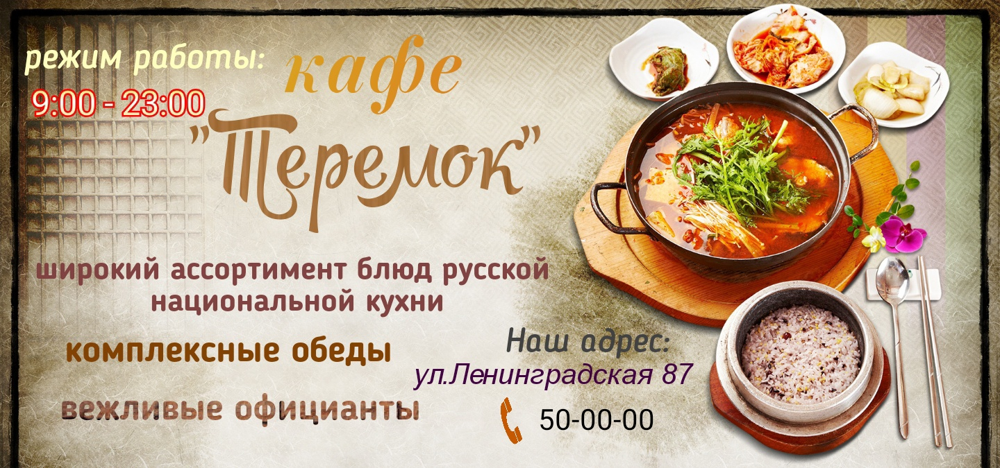 режим работы:
9:00 - 23:00
кафе
"Теремок"
широкий ассортимент блюд русской
национальной кухни
комплексные обеды
вежливые официанты
Наш адрес:
ул.Ленинградская 87
50-00-00